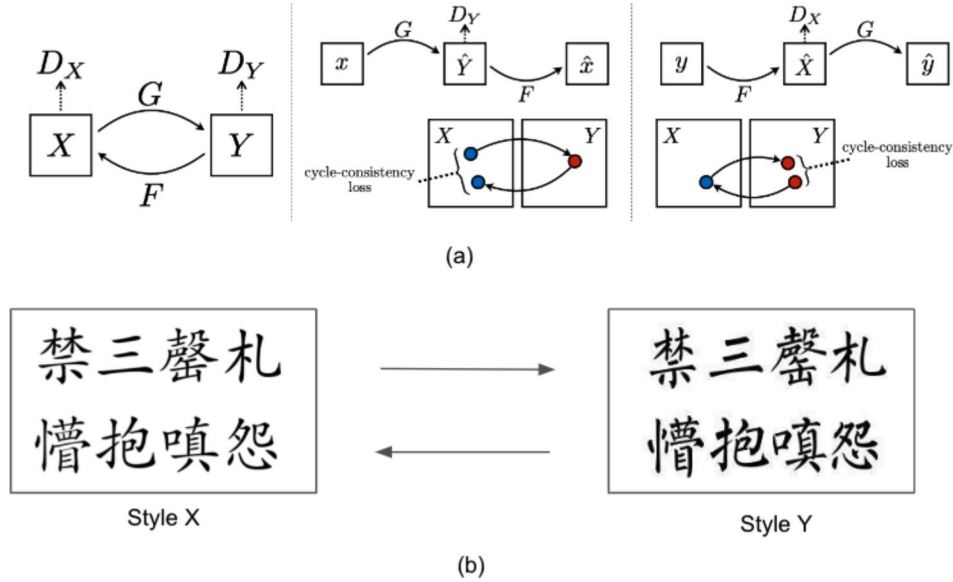 D_X D_Y
G
X Y
F
D_Y
G
x Ŷ x̂
F
X Y
cycle-consistency
loss
D_X
G
y X̂ ŷ
F
X Y
cycle-consistency
loss
(a)
禁三罄札
懵抱嗔怨
Style X
禁三罄札
懵抱嗔怨
Style Y
(b)